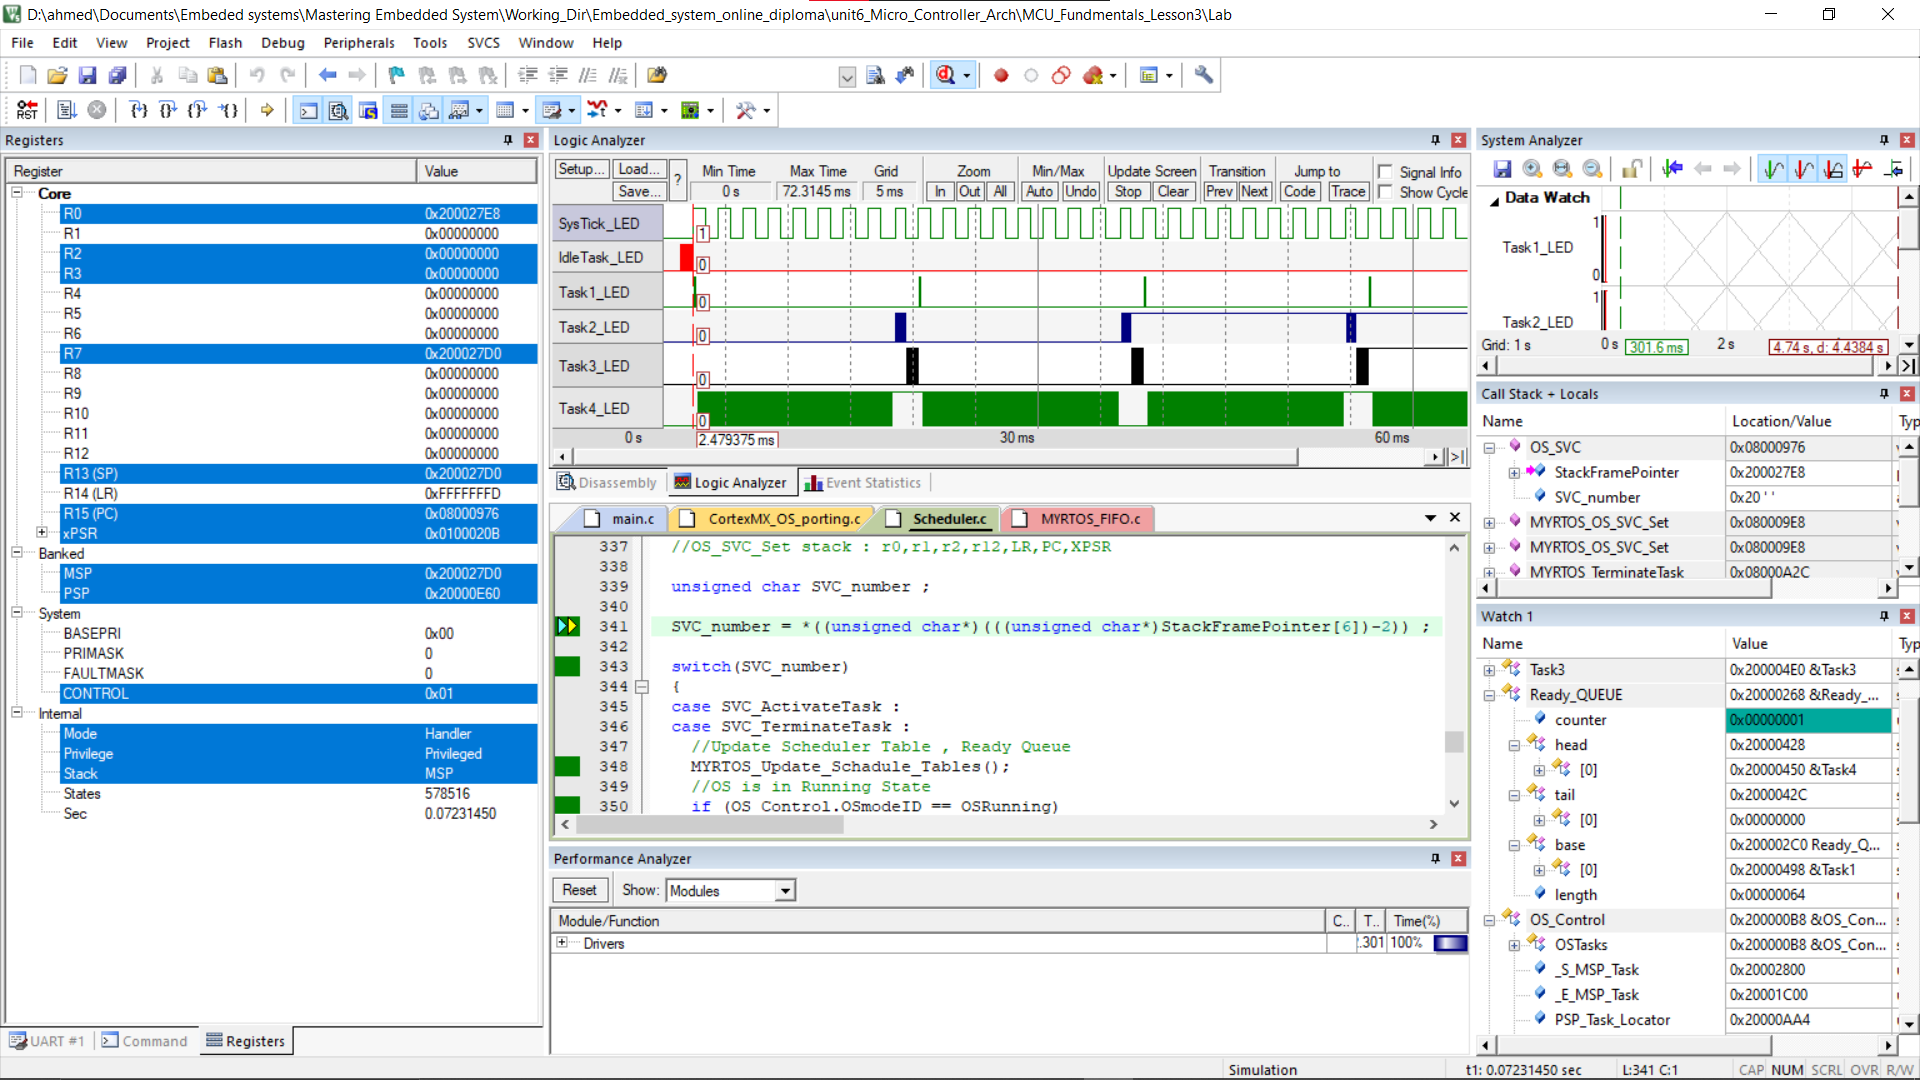 D:\ahmed\Documents\Embeded systems\Mastering Embedded System\Working_Dir\Embedded_system_online_diploma\unit6_Micro_Controller_Arch\MCU_Fundmentals_Lesson3\Lab
File Edit View Project Flash Debug Peripherals Tools SVCS Window Help
RST
Registers
Register Value
Core
R0 0x200027E8
R1 0x00000000
R2 0x00000000
R3 0x00000000
R4 0x00000000
R5 0x00000000
R6 0x00000000
R7 0x200027D0
R8 0x00000000
R9 0x00000000
R10 0x00000000
R11 0x00000000
R12 0x00000000
R13 (SP) 0x200027D0
R14 (LR) 0xFFFFFFFD
R15 (PC) 0x08000976
xPSR 0x0100020B
Banked
MSP 0x200027D0
PSP 0x20000E60
System
BASEPRI 0x00
PRIMASK 0
FAULTMASK 0
CONTROL 0x01
Internal
Mode Handler
Privilege Privileged
Stack MSP
States 578516
Sec 0.07231450
UART #1 Command Registers
Logic Analyzer
Setup... Load... Save... ?
Min Time Max Time Grid Zoom Min/Max Update Screen Transition Jump to Signal Info
0 s 72.3145 ms 5 ms In Out All Auto Undo Stop Clear Prev Next Code Trace Show Cycle
SysTick_LED 1
IdleTask_LED 0
Task1_LED 0
Task2_LED 0
Task3_LED 0
Task4_LED 0
0 s 2.479375 ms 30 ms 60 ms
Disassembly Logic Analyzer Event Statistics
main.c CortexMX_OS_porting.c Scheduler.c MYRTOS_FIFO.c
337 //OS_SVC_Set stack : r0,r1,r2,r12,LR,PC,XPSR
338
339 unsigned char SVC_number ;
340
341 SVC_number = *((unsigned char*)(((unsigned char*)StackFramePointer[6])-2)) ;
342
343 switch(SVC_number)
344 {
345 case SVC_ActivateTask :
346 case SVC_TerminateTask :
347 //Update Scheduler Table , Ready Queue
348 MYRTOS_Update_Schadule_Tables();
349 //OS is in Running State
350 if (OS_Control.OSmodeID == OSRunning)
Performance Analyzer
Reset Show: Modules
Module/Function C.. T.. Time(%)
Drivers .301 100%
System Analyzer
Data Watch
Task1_LED 1 0
Task2_LED 1
Grid: 1 s 0 s 301.6 ms 2 s 4.74 s, d: 4.4384 s
Call Stack + Locals
Name Location/Value Typ
OS_SVC 0x08000976
StackFramePointer 0x200027E8
SVC_number 0x20 ' '
MYRTOS_OS_SVC_Set 0x080009E8
MYRTOS_OS_SVC_Set 0x080009E8
MYRTOS_TerminateTask 0x08000A2C
Watch 1
Name Value Typ
Task3 0x200004E0 &Task3
Ready_QUEUE 0x20000268 &Ready_...
counter 0x00000001
head 0x20000428
[0] 0x20000450 &Task4
tail 0x2000042C
[0] 0x00000000
base 0x200002C0 Ready_Q...
[0] 0x20000498 &Task1
length 0x00000064
OS_Control 0x200000B8 &OS_Con...
OSTasks 0x200000B8 &OS_Con...
_S_MSP_Task 0x20002800
_E_MSP_Task 0x20001C00
PSP_Task_Locator 0x20000AA4
Simulation t1: 0.07231450 sec L:341 C:1 CAP NUM SCRL OVR R/W